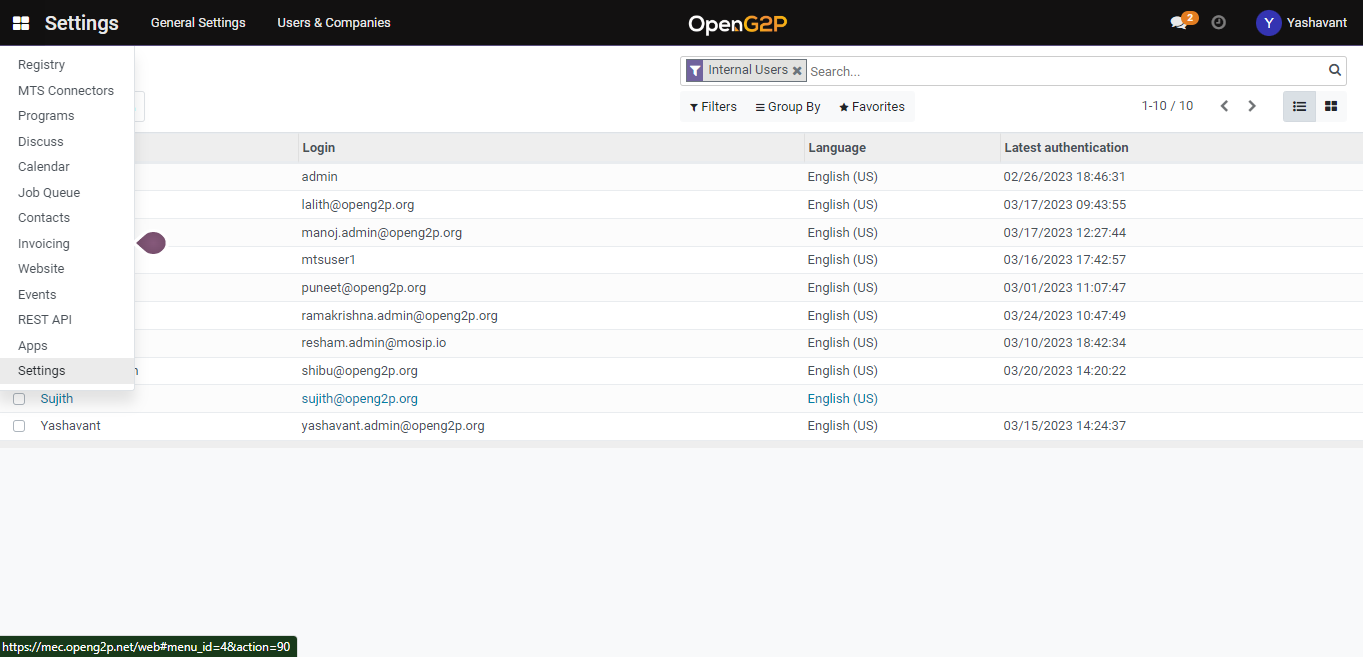 Settings General Settings Users & Companies OpenG2P 2 Y Yashavant
Registry
MTS Connectors
Programs
Discuss
Calendar
Job Queue
Contacts
Invoicing
Website
Events
REST API
Apps
Settings
Internal Users Search...
Filters Group By Favorites 1-10 / 10
Login Language Latest authentication
admin English (US) 02/26/2023 18:46:31
lalith@openg2p.org English (US) 03/17/2023 09:43:55
manoj.admin@openg2p.org English (US) 03/17/2023 12:27:44
mtsuser1 English (US) 03/16/2023 17:42:57
puneet@openg2p.org English (US) 03/01/2023 11:07:47
ramakrishna.admin@openg2p.org English (US) 03/24/2023 10:47:49
resham.admin@mosip.io English (US) 03/10/2023 18:42:34
shibu@openg2p.org English (US) 03/20/2023 14:20:22
Sujith sujith@openg2p.org English (US)
Yashavant yashavant.admin@openg2p.org English (US) 03/15/2023 14:24:37
https://mec.openg2p.net/web#menu_id=4&action=90